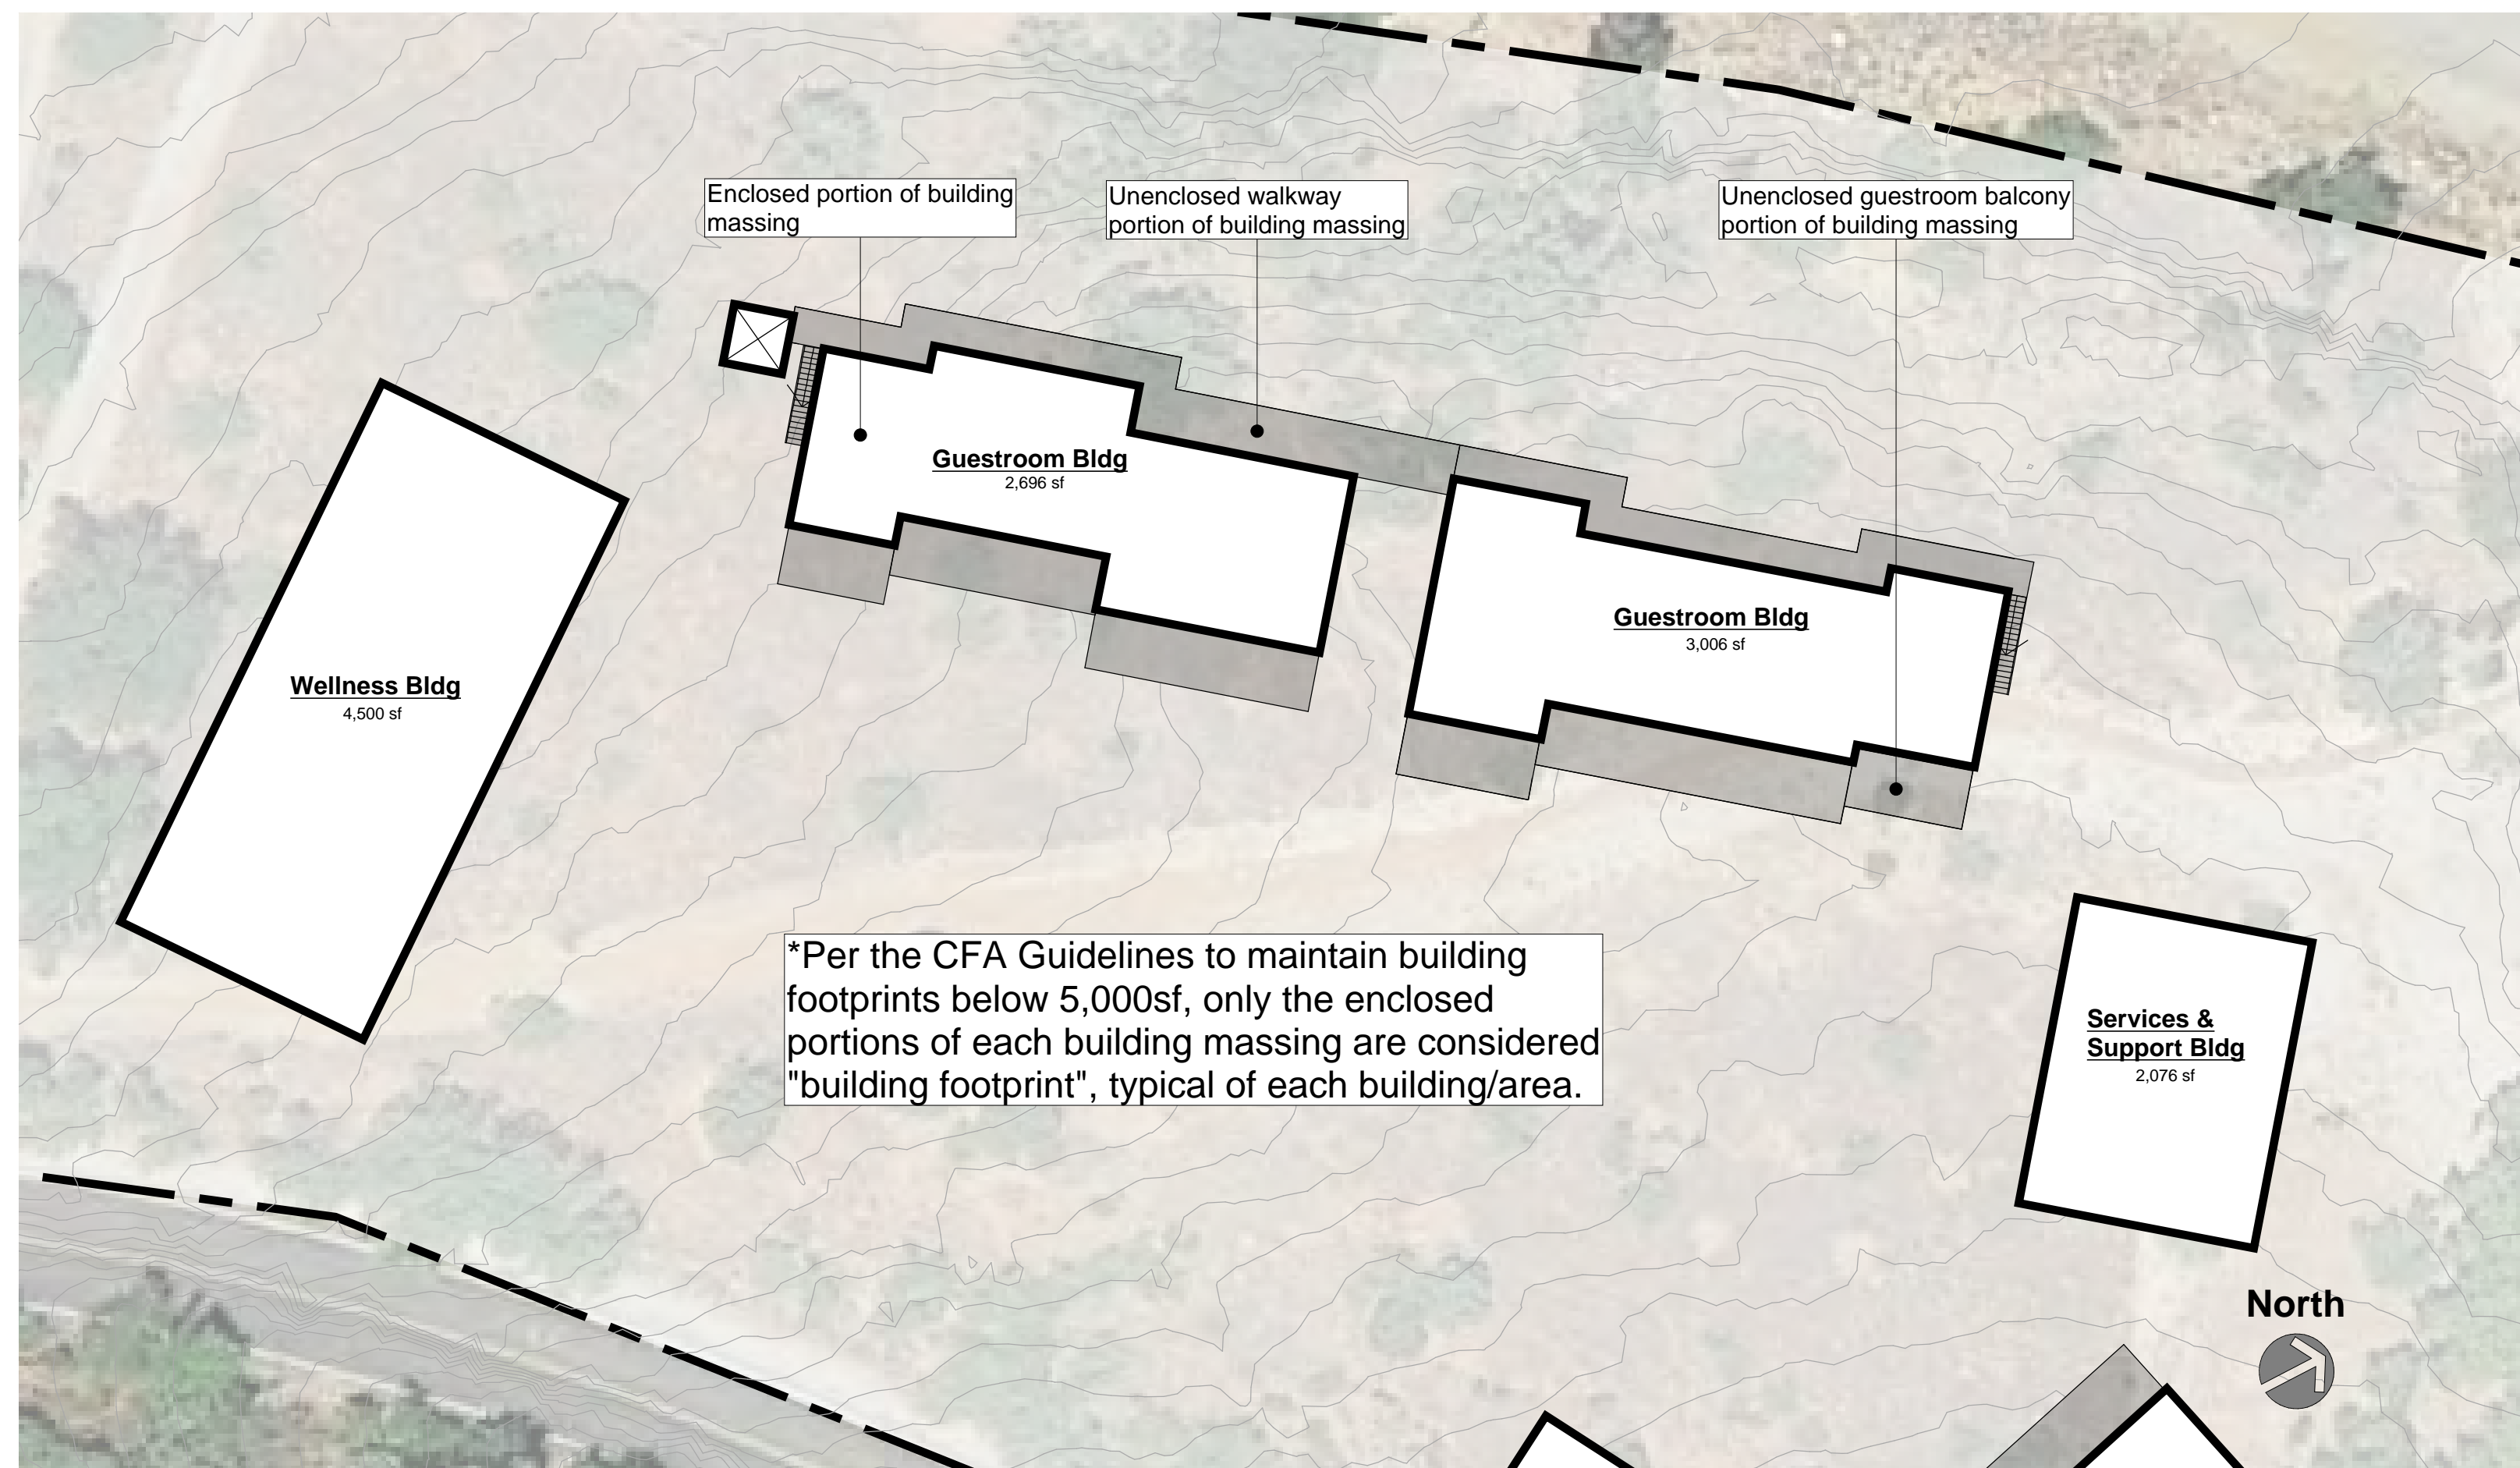 Enclosed portion of building
massing
Unenclosed walkway
portion of building massing
Unenclosed guestroom balcony
portion of building massing
Guestroom Bldg
2,696 sf
Guestroom Bldg
3,006 sf
Wellness Bldg
4,500 sf
*Per the CFA Guidelines to maintain building
footprints below 5,000sf, only the enclosed
portions of each building massing are considered
"building footprint", typical of each building/area.
Services &
Support Bldg
2,076 sf
North